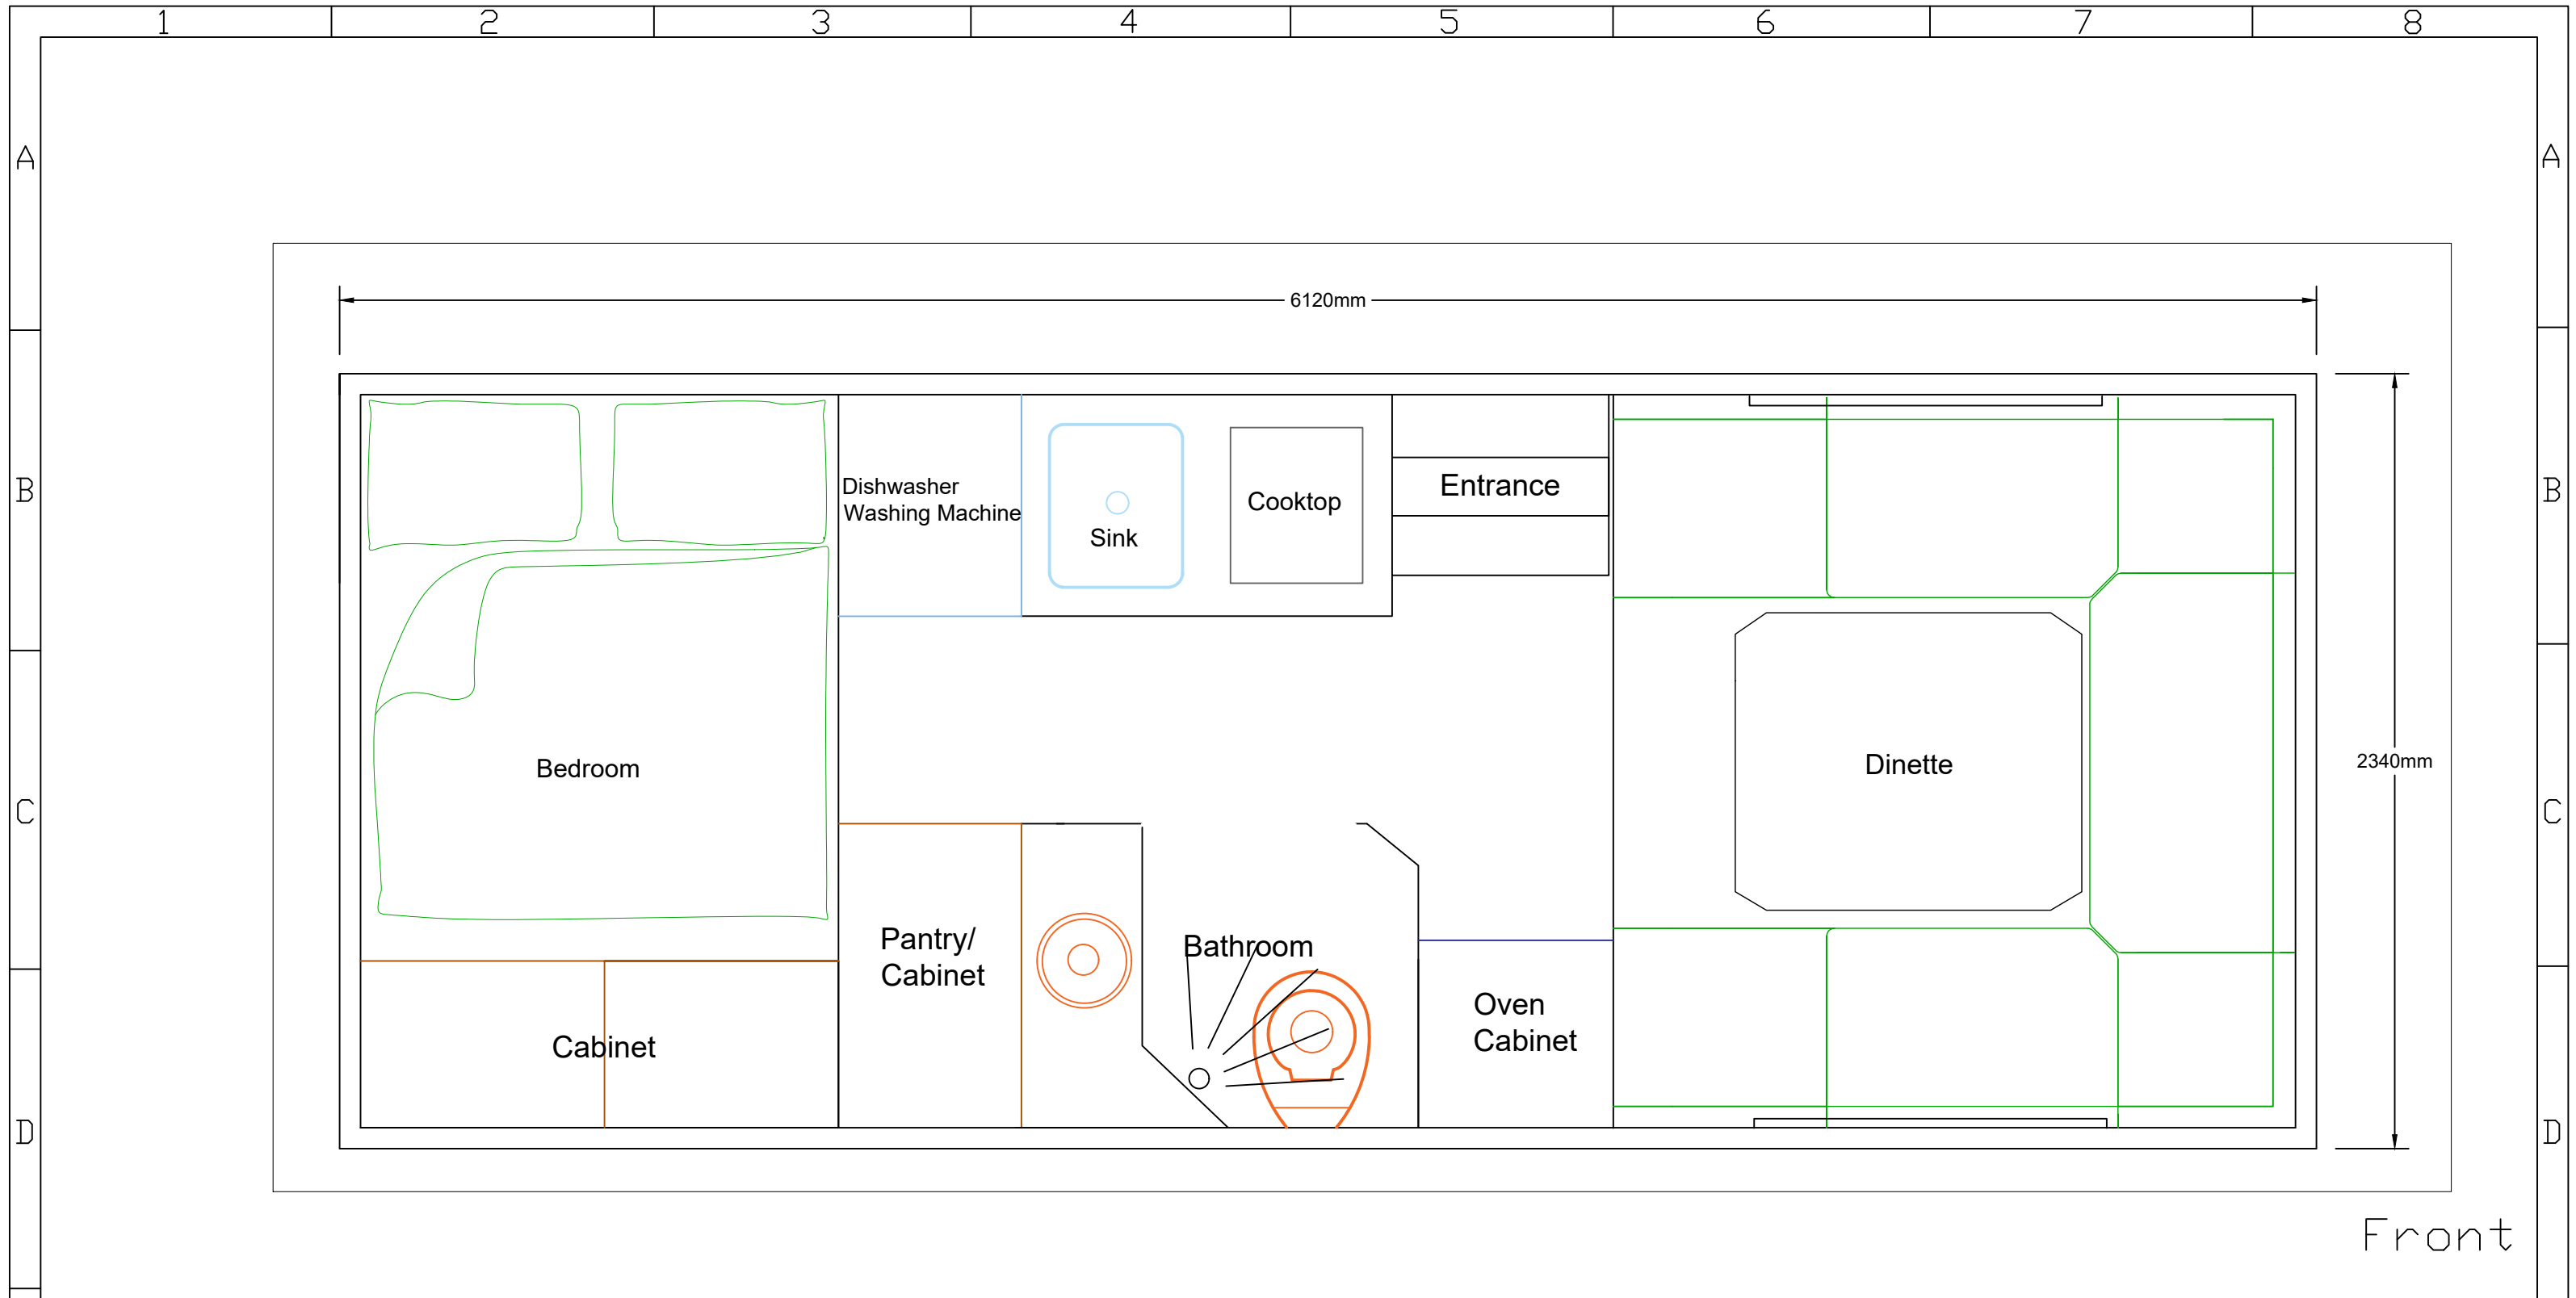 1 2 3 4 5 6 7 8
A A
6120mm
B B
Dishwasher
Washing Machine
Sink
Cooktop
Entrance
2340mm
Bedroom
Dinette
C C
Pantry/
Cabinet
Bathroom
Oven
Cabinet
Cabinet
D D
Front